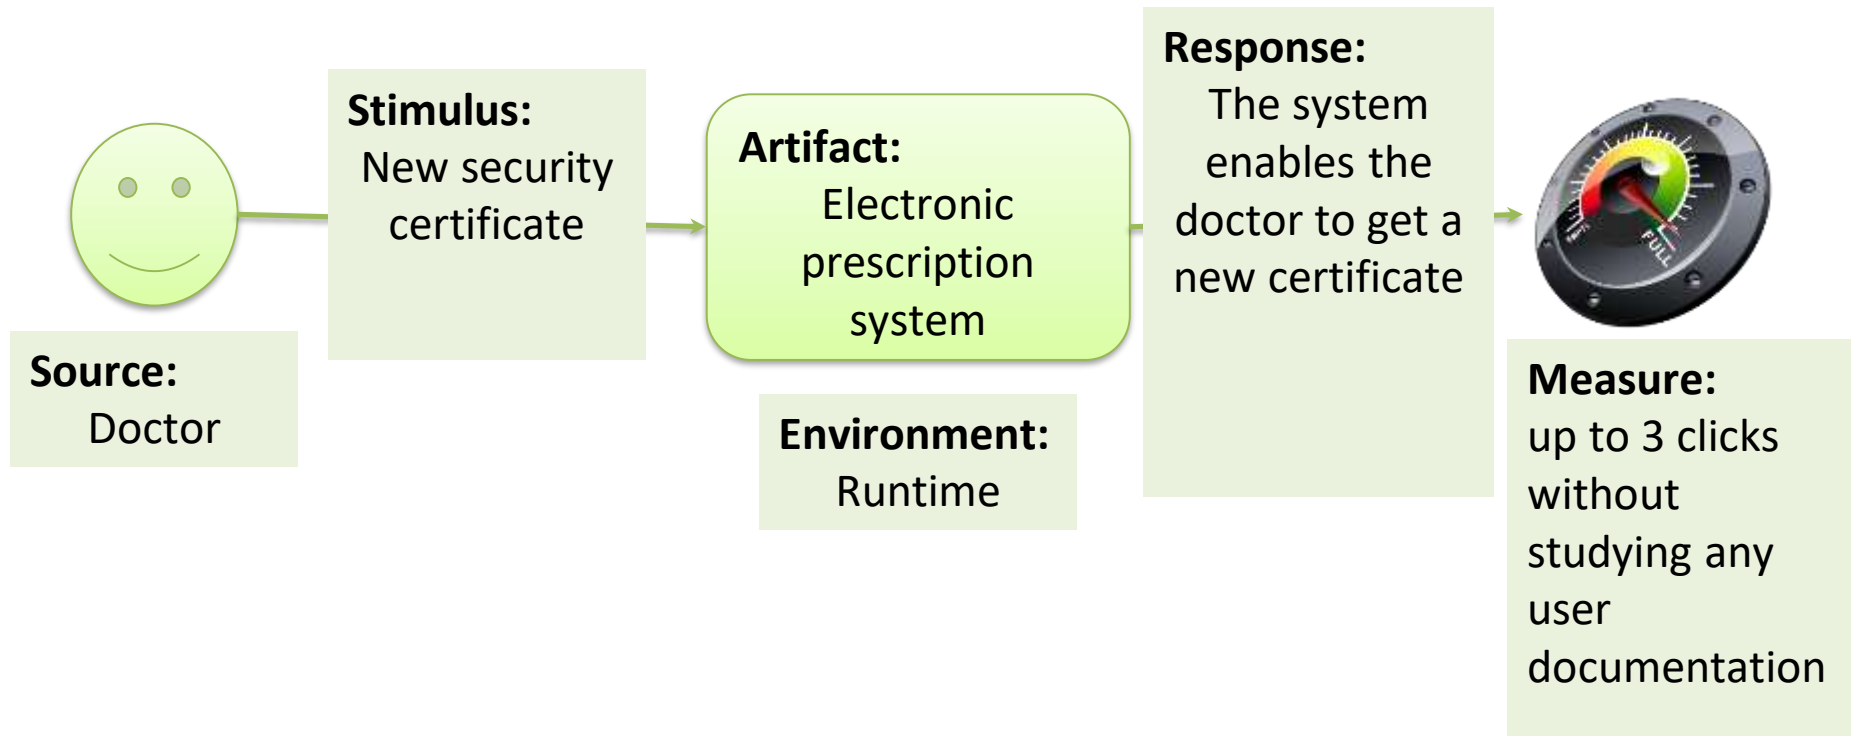 Source:
Doctor
Stimulus:
New security
certificate
Artifact:
Electronic
prescription
system
Environment:
Runtime
Response:
The system
enables the
doctor to get a
new certificate
FULL
Measure:
up to 3 clicks
without
studying any
user
documentation